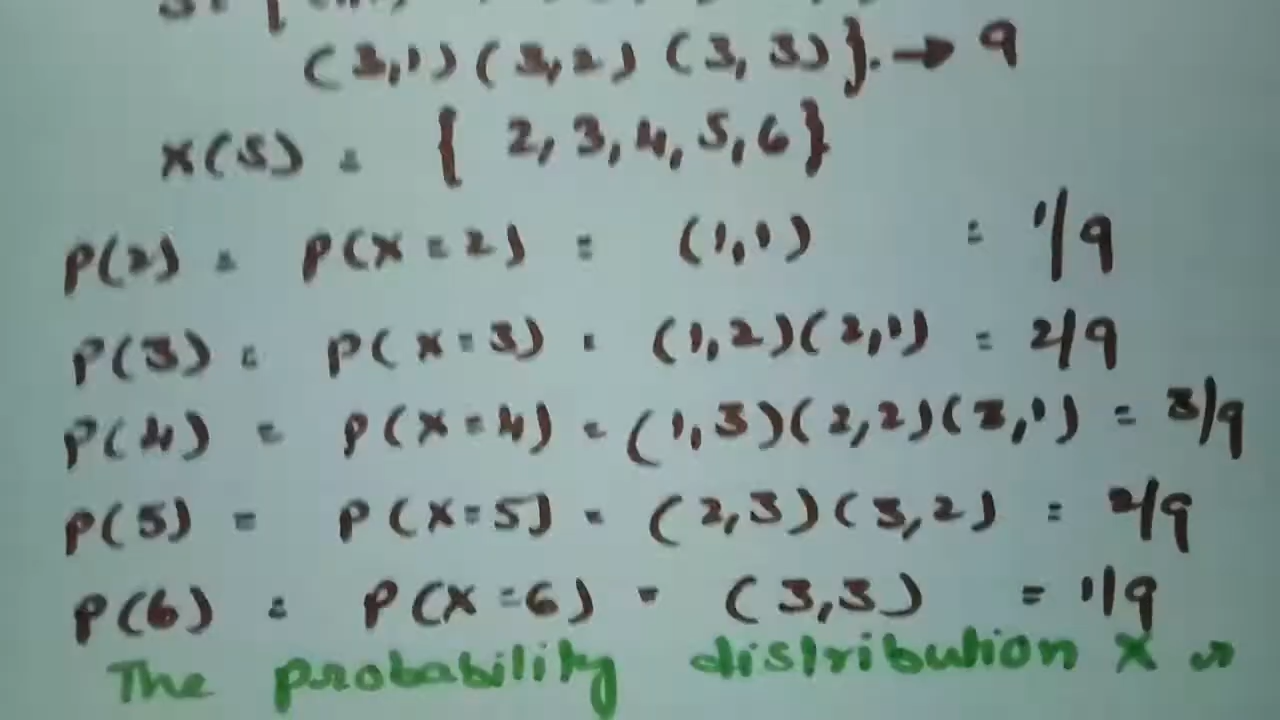 (3,1) (3,2) (3,3)}. → 9
X(S) = { 2, 3, 4, 5, 6}
P(2) = P(X = 2) = (1,1) = 1/9
P(3) = P(X = 3) = (1,2)(2,1) = 2/9
P(4) = P(X = 4) = (1,3)(2,2)(3,1) = 3/9
P(5) = P(X = 5) = (2,3)(3,2) = 2/9
P(6) = P(X = 6) = (3,3) = 1/9
The probability distribution X